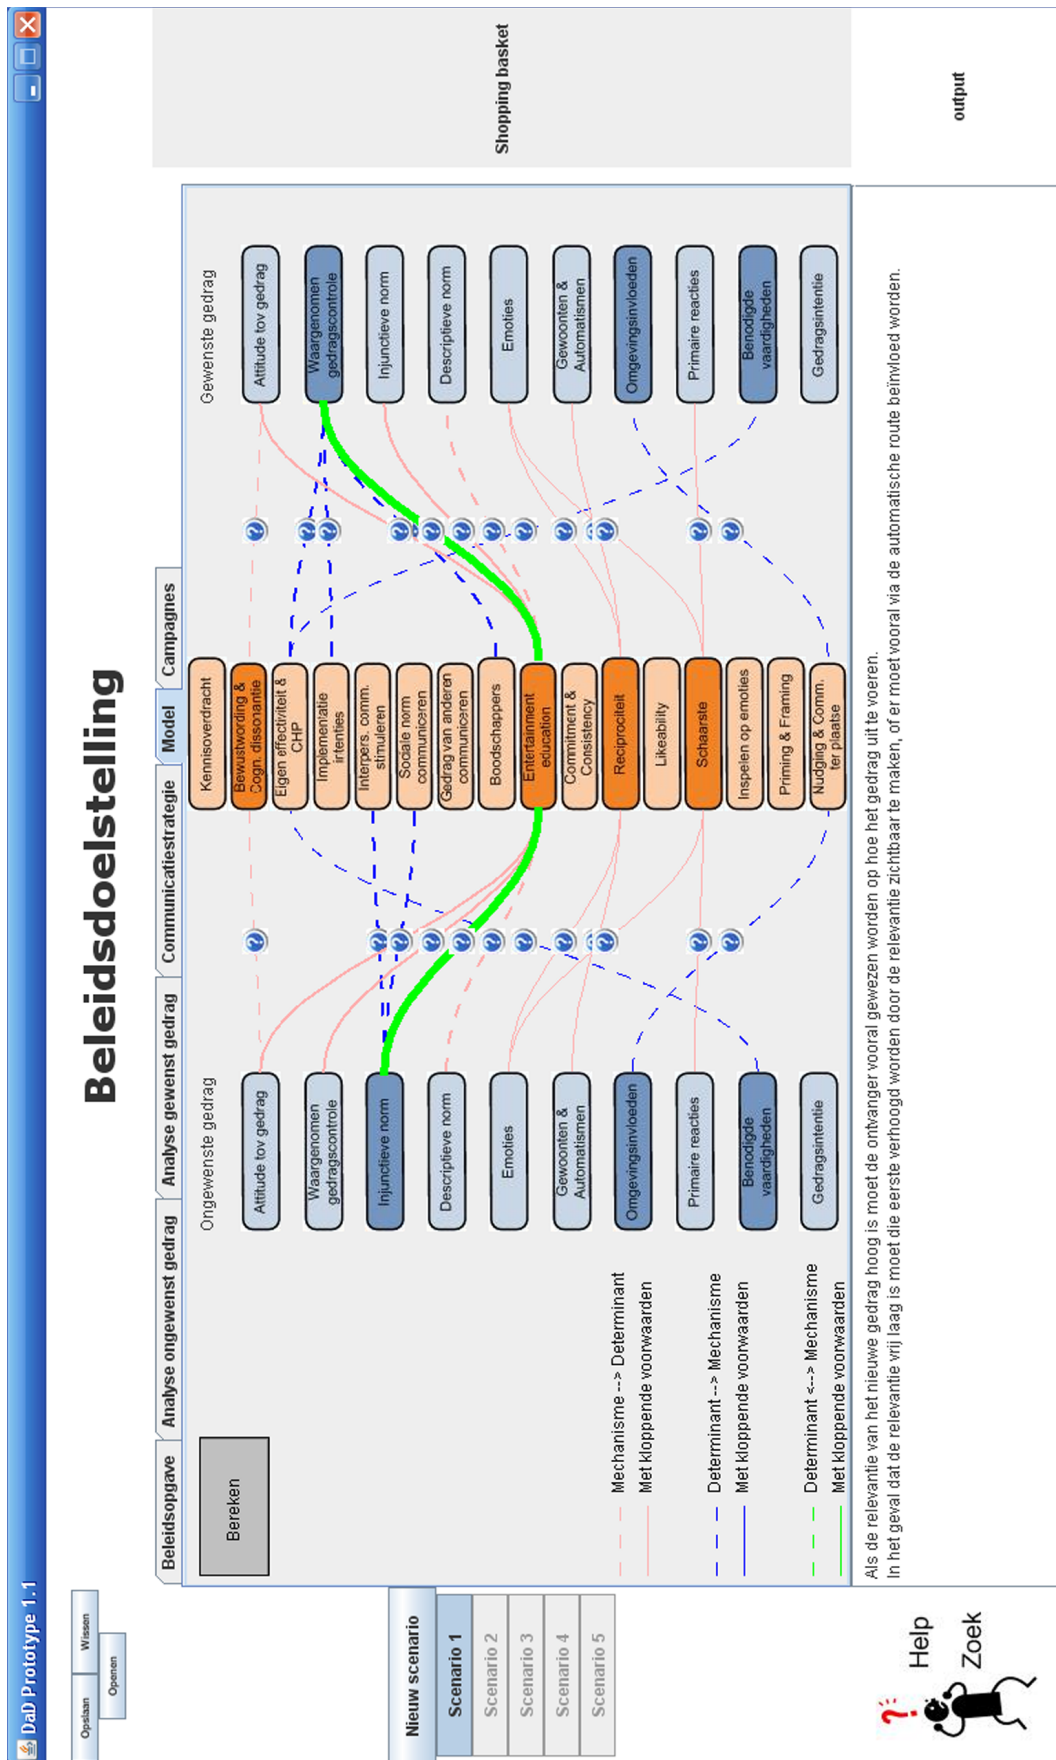 DaD Prototype 1.1
Opslaan
Wissen
Openen
Beleidsdoelstelling
Nieuw scenario
Scenario 1
Scenario 2
Scenario 3
Scenario 4
Scenario 5
Beleidsopgave
Analyse ongewenst gedrag
Analyse gewenst gedrag
Communicatiestrategie
Model
Campagnes
Bereken
Ongewenste gedrag
Attitude tov gedrag
Waargenomen
gedragscontrole
Injunctieve norm
Descriptieve norm
Emoties
Gewoonten &
Automatismen
Omgevingsinvloeden
Primaire reacties
Benodigde
vaardigheden
Gedragsintentie
Kennisoverdracht
Bewustwording &
Cogn. dissonantie
Eigen effectiviteit &
CHP
Implementatie
intenties
Interpers. comm.
stimuleren
Sociale norm
communiceren
Gedrag van anderen
communiceren
Boodschappers
Entertainment
education
Commitment &
Consistency
Reciprociteit
Likeability
Schaarste
Inspelen op emoties
Priming & Framing
Nudging & Comm.
ter plaatse
Gewenste gedrag
Attitude tov gedrag
Waargenomen
gedragscontrole
Injunctieve norm
Descriptieve norm
Emoties
Gewoonten &
Automatismen
Omgevingsinvloeden
Primaire reacties
Benodigde
vaardigheden
Gedragsintentie
Mechanisme --> Determinant
Met kloppende voorwaarden
Determinant --> Mechanisme
Met kloppende voorwaarden
Determinant <--> Mechanisme
Met kloppende voorwaarden
Shopping basket
Help
Zoek
Als de relevantie van het nieuwe gedrag hoog is moet de ontvanger vooral gewezen worden op hoe het gedrag uit te voeren.
In het geval dat de relevantie vrij laag is moet die eerste verhoogd worden door de relevantie zichtbaar te maken, of er moet vooral via de automatische route beïnvloed worden.
output